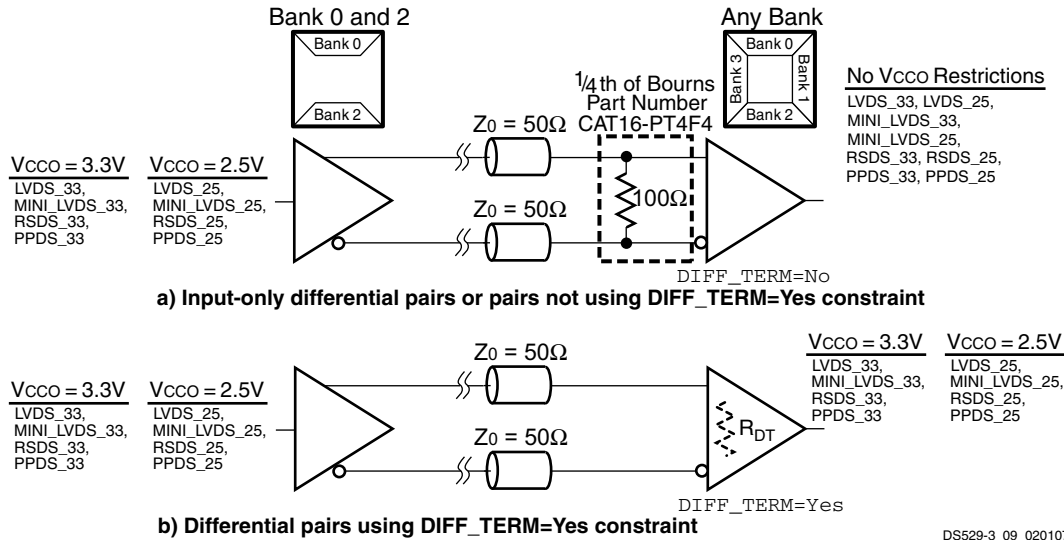 Bank 0 and 2
Any Bank
Bank 0
Bank 2
Bank 0
Bank 3
Bank 1
Bank 2
1/4th of Bourns
Part Number
CAT16-PT4F4
No VCCO Restrictions
LVDS_33, LVDS_25,
MINI_LVDS_33,
MINI_LVDS_25,
RSDS_33, RSDS_25,
PPDS_33, PPDS_25
VCCO = 3.3V
LVDS_33,
MINI_LVDS_33,
RSDS_33,
PPDS_33
VCCO = 2.5V
LVDS_25,
MINI_LVDS_25,
RSDS_25,
PPDS_25
Z0 = 50Ω
Z0 = 50Ω
100Ω
DIFF_TERM=No
a) Input-only differential pairs or pairs not using DIFF_TERM=Yes constraint
VCCO = 3.3V
LVDS_33,
MINI_LVDS_33,
RSDS_33,
PPDS_33
VCCO = 2.5V
LVDS_25,
MINI_LVDS_25,
RSDS_25,
PPDS_25
Z0 = 50Ω
Z0 = 50Ω
RDT
VCCO = 3.3V
LVDS_33,
MINI_LVDS_33,
RSDS_33,
PPDS_33
VCCO = 2.5V
LVDS_25,
MINI_LVDS_25,
RSDS_25,
PPDS_25
DIFF_TERM=Yes
b) Differential pairs using DIFF_TERM=Yes constraint